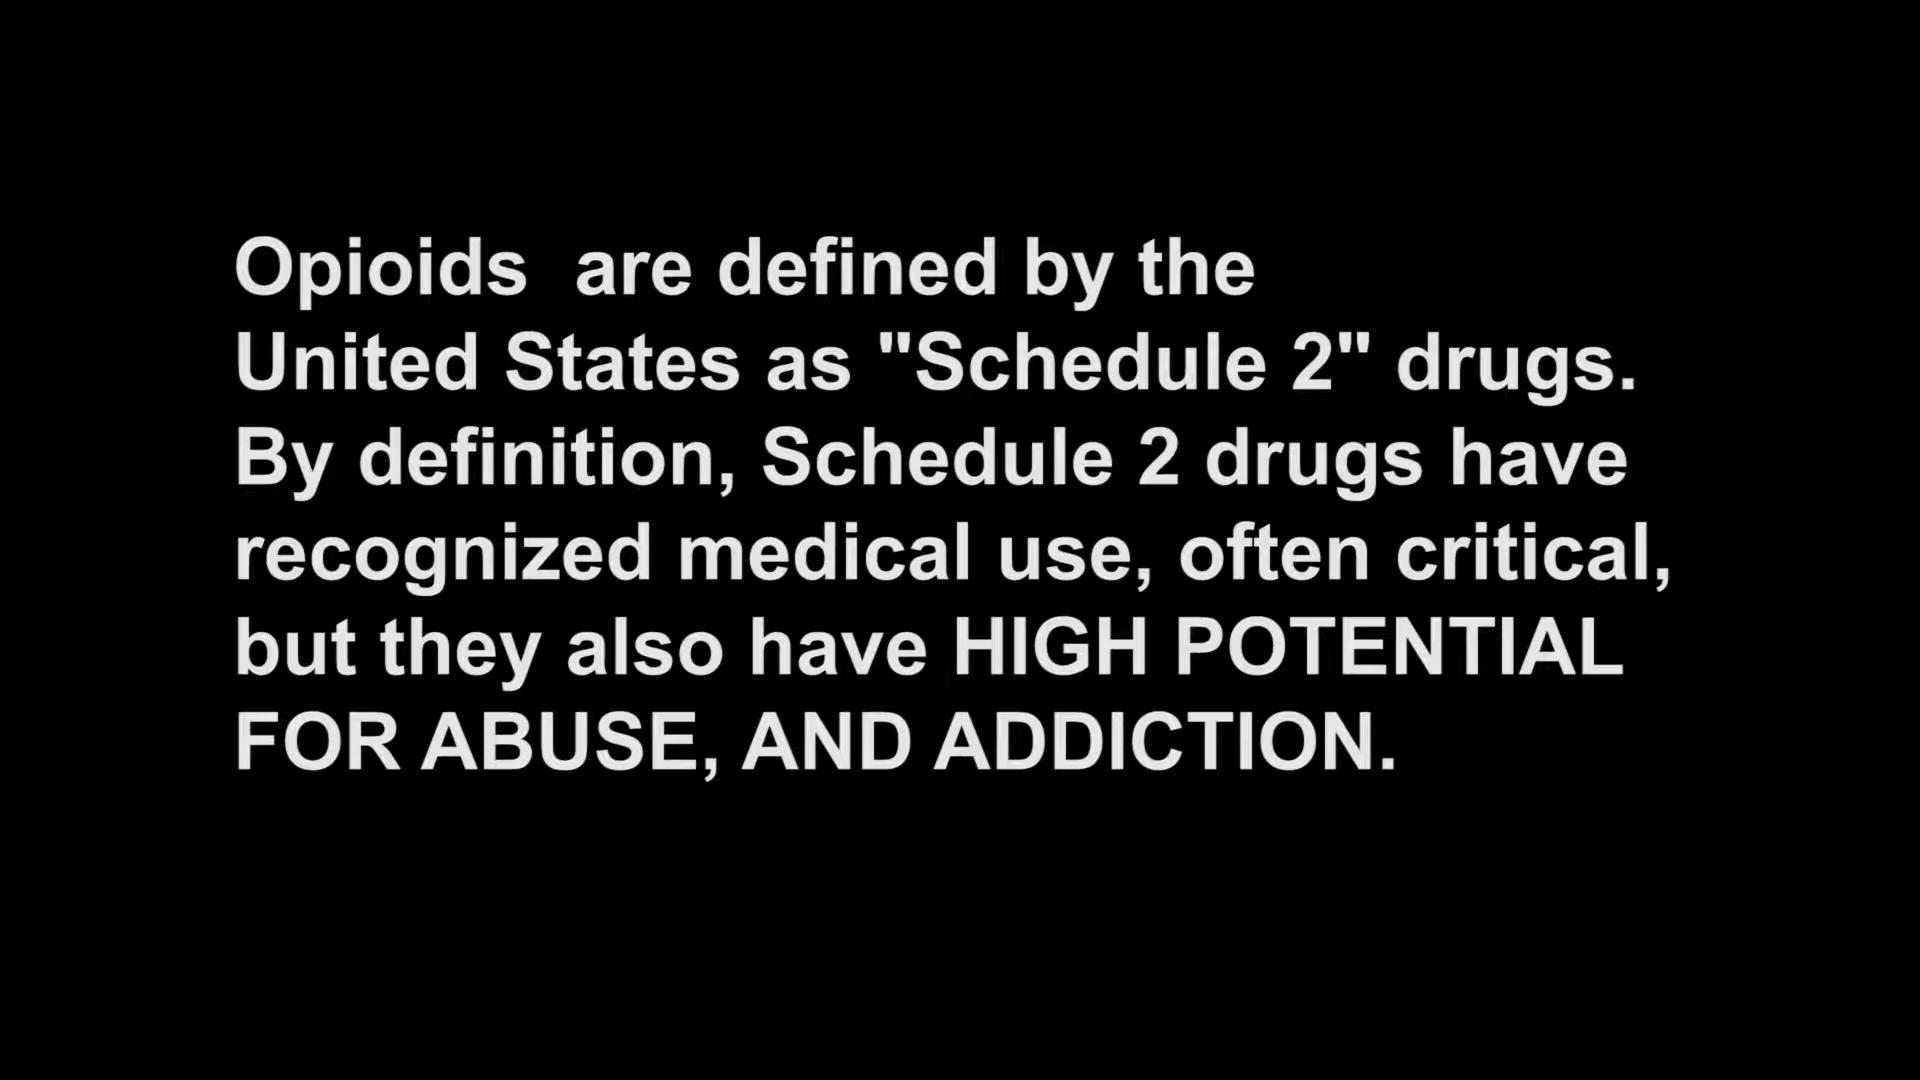 Opioids  are defined by the
United States as "Schedule 2" drugs.
By definition, Schedule 2 drugs have
recognized medical use, often critical,
but they also have HIGH POTENTIAL
FOR ABUSE, AND ADDICTION.